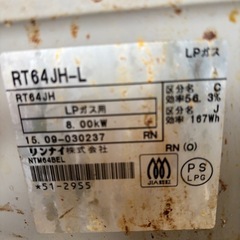 LPガス
RT64JH-L
RT64JH
区分名 C
効率 56.3%
LPガス用
8.00kW
区分名 J
効率 167Wh
15.09-030237 RN
リンナイ株式会社
RN (O)
NTM64BEL
*51-2955
JIA
PS
LPG